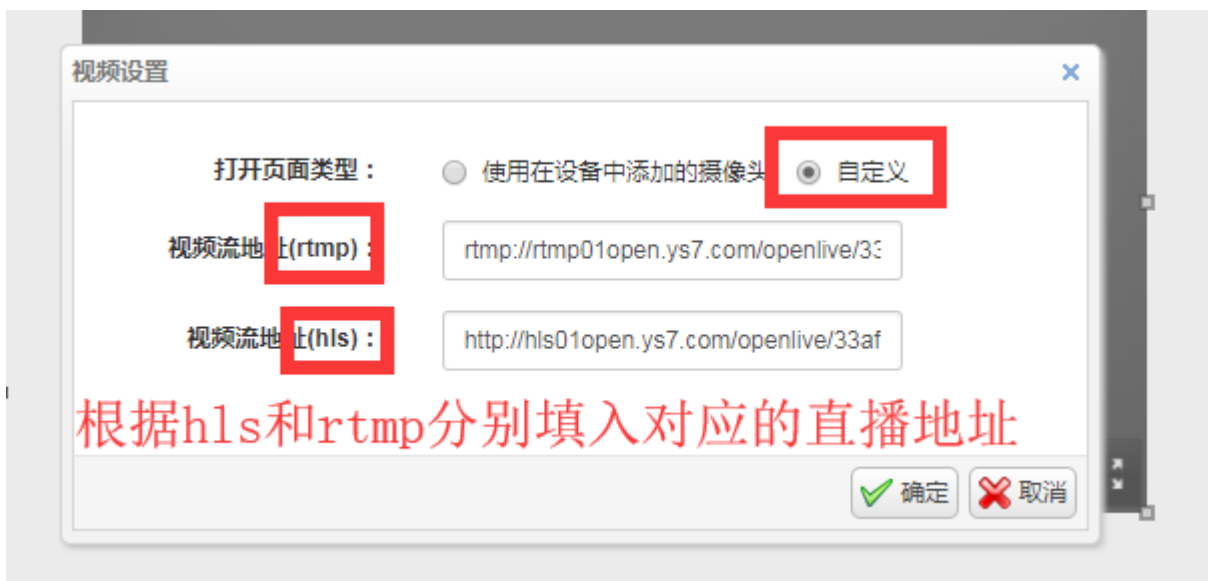 视频设置
打开页面类型： 使用在设备中添加的摄像头 自定义
视频流地址(rtmp)： rtmp://rtmp01open.ys7.com/openlive/33
视频流地址(hls)： http://hls01open.ys7.com/openlive/33af
根据hls和rtmp分别填入对应的直播地址
确定 取消